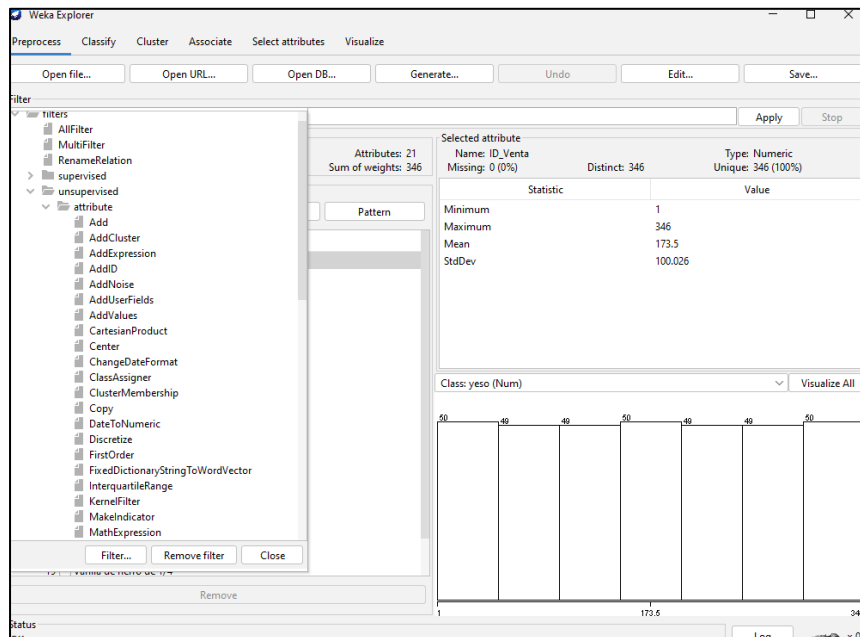 Weka Explorer
Preprocess Classify Cluster Associate Select attributes Visualize
Open file... Open URL... Open DB... Generate... Undo Edit... Save...
Filter
Apply Stop
filters
AllFilter
MultiFilter
RenameRelation
supervised
unsupervised
attribute
Add
AddCluster
AddExpression
AddID
AddNoise
AddUserFields
AddValues
CartesianProduct
Center
ChangeDateFormat
ClassAssigner
ClusterMembership
Copy
DateToNumeric
Discretize
FirstOrder
FixedDictionaryStringToWordVector
InterquartileRange
KernelFilter
MakeIndicator
MathExpression
Filter... Remove filter Close
Attributes: 21
Sum of weights: 346
Pattern
Remove
Selected attribute
Name: ID_Venta Type: Numeric
Missing: 0 (0%) Distinct: 346 Unique: 346 (100%)
Statistic Value
Minimum 1
Maximum 346
Mean 173.5
StdDev 100.026
Class: yeso (Num) Visualize All
50 49 49 50 49 49 50
1 173.5 34
Status
Log x 0